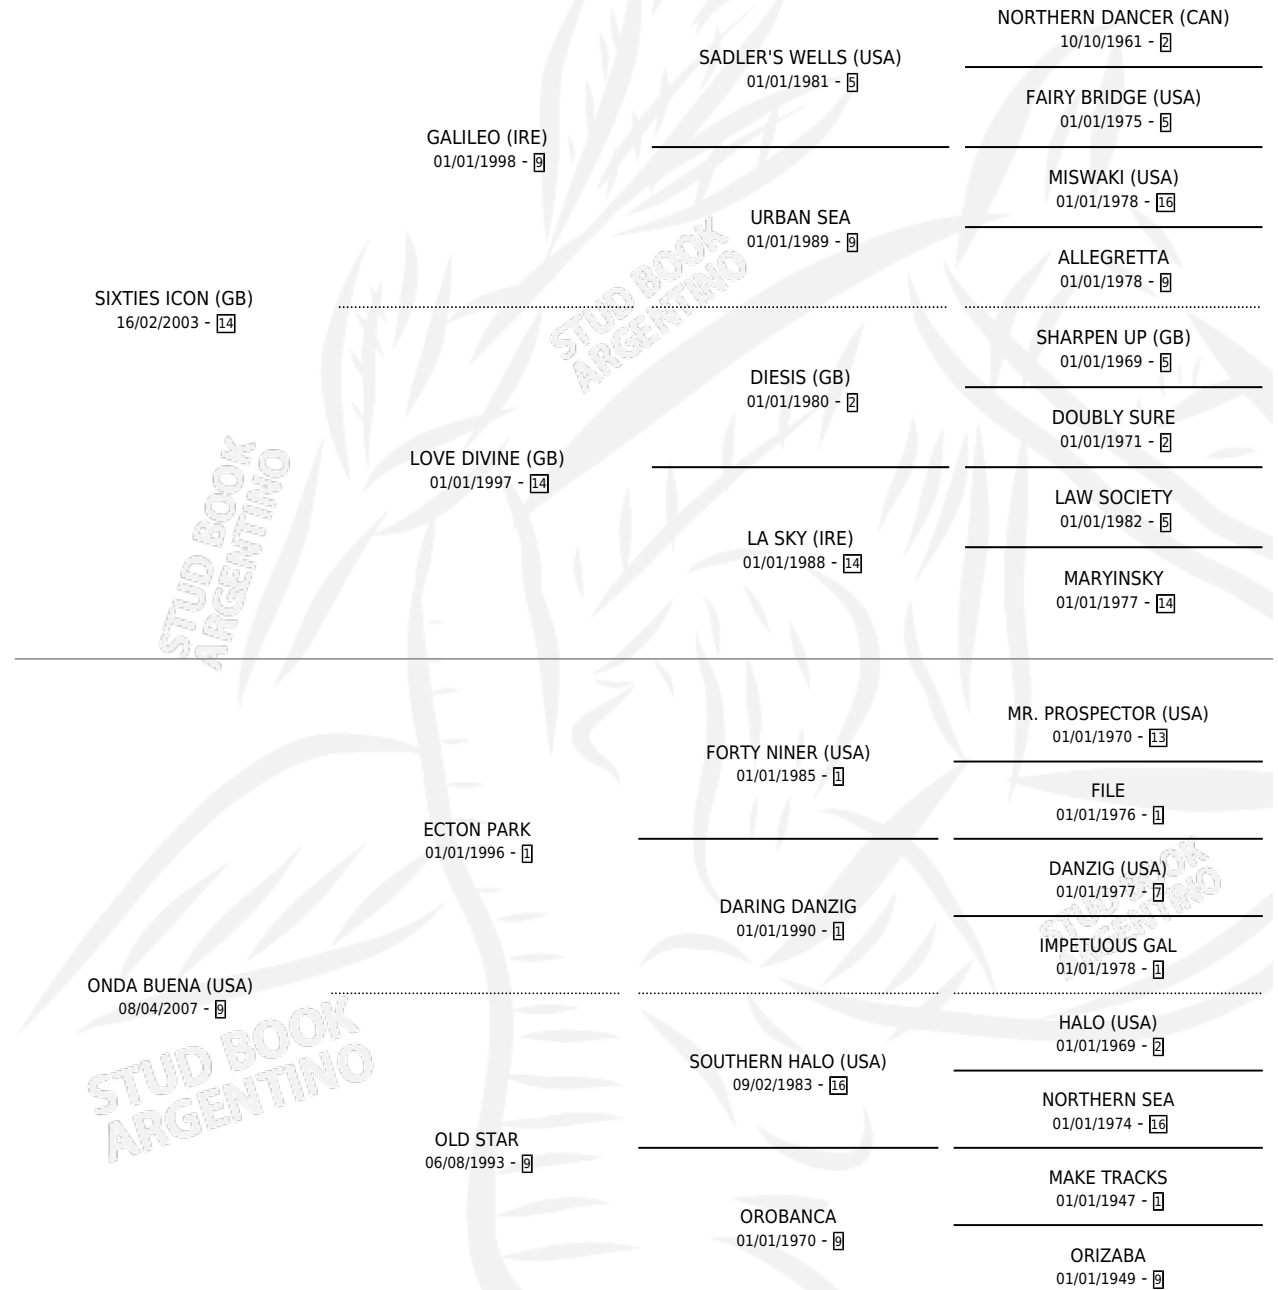 NORTHERN DANCER (CAN)
10/10/1961 - 2
SADLER'S WELLS (USA)
01/01/1981 - 5
FAIRY BRIDGE (USA)
01/01/1975 - 5
GALILEO (IRE)
01/01/1998 - 9
MISWAKI (USA)
01/01/1978 - 16
URBAN SEA
01/01/1989 - 9
ALLEGRETTA
01/01/1978 - 9
SIXTIES ICON (GB)
16/02/2003 - 14
STUD BOOK
ARGENTINO
SHARPEN UP (GB)
01/01/1969 - 5
DIESIS (GB)
01/01/1980 - 2
DOUBLY SURE
01/01/1971 - 2
LOVE DIVINE (GB)
01/01/1997 - 14
LAW SOCIETY
01/01/1982 - 5
LA SKY (IRE)
01/01/1988 - 14
MARYINSKY
01/01/1977 - 14
STUD BOOK
ARGENTINO
MR. PROSPECTOR (USA)
01/01/1970 - 13
FORTY NINER (USA)
01/01/1985 - 1
FILE
01/01/1976 - 1
ECTON PARK
01/01/1996 - 1
DANZIG (USA)
01/01/1977 - 7
DARING DANZIG
01/01/1990 - 1
STUD BOOK
ARGENTINO
IMPETUOUS GAL
01/01/1978 - 1
ONDA BUENA (USA)
08/04/2007 - 9
HALO (USA)
01/01/1969 - 2
STUD BOOK
ARGENTINO
SOUTHERN HALO (USA)
09/02/1983 - 16
NORTHERN SEA
01/01/1974 - 16
OLD STAR
06/08/1993 - 9
MAKE TRACKS
01/01/1947 - 1
OROBANCA
01/01/1970 - 9
ORIZABA
01/01/1949 - 9